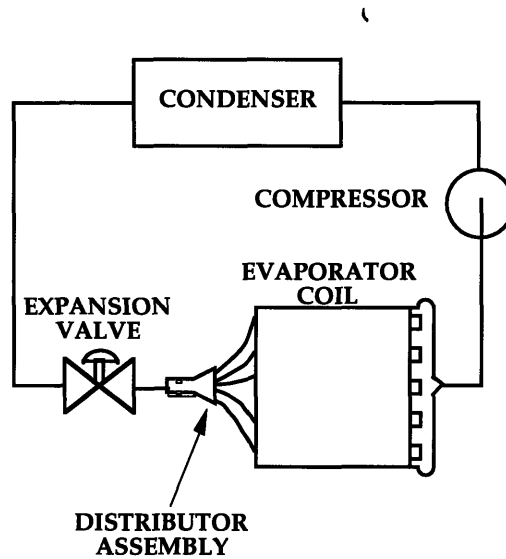 CONDENSER
COMPRESSOR
EVAPORATOR
COIL
EXPANSION
VALVE
DISTRIBUTOR
ASSEMBLY